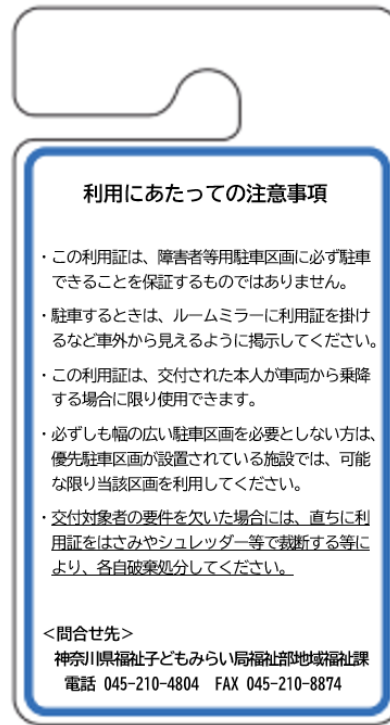 利用にあたっての注意事項
・この利用証は、障害者等用駐車区画に必ず駐車
できることを保証するものではありません。
・駐車するときは、ルームミラーに利用証を掛け
るなど車外から見えるように掲示してください。
・この利用証は、交付された本人が車両から乗降
する場合に限り使用できます。
・必ずしも幅の広い駐車区画を必要としない方は、
優先駐車区画が設置されている施設では、可能
な限り当該区画を利用してください。
・交付対象者の要件を欠いた場合には、直ちに利
用証をはさみやシュレッダー等で裁断する等に
より、各自破棄処分してください。
＜問合せ先＞
神奈川県福祉子どもみらい局福祉部地域福祉課
電話 045-210-4804 FAX 045-210-8874